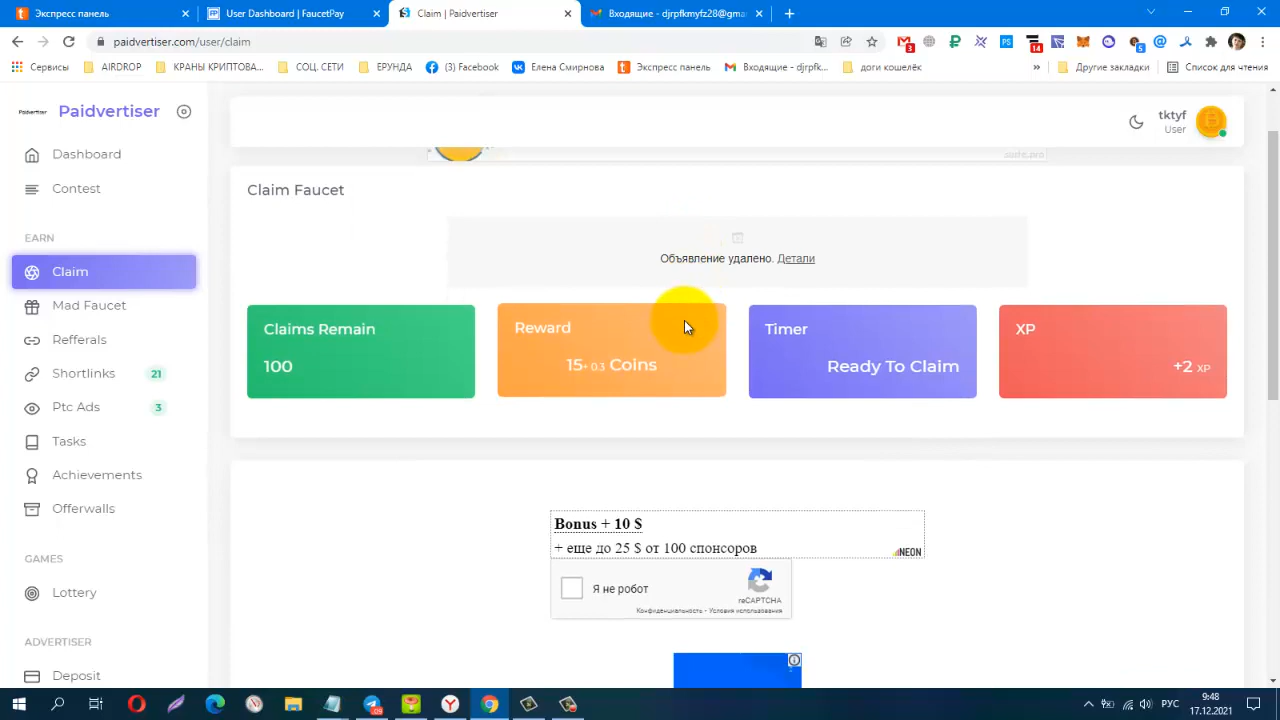 Экспресс панель
User Dashboard | FaucetPay
Claim | Paidvertiser
Входящие - djrpfkmyfz28@gma
paidvertiser.com/user/claim
Сервисы
AIRDROP
КРАНЫ КРИПТОВА...
СОЦ. СЕТИ
ЕРУНДА
(3) Facebook
Елена Смирнова
Экспресс панель
Входящие - djrpfk...
доги кошелёк
»
Другие закладки
Список для чтения
Paidvertiser
Paidvertiser
tktyf
User
Dashboard
Contest
EARN
Claim
Mad Faucet
Refferals
Shortlinks 21
Ptc Ads 3
Tasks
Achievements
Offerwalls
GAMES
Lottery
ADVERTISER
Deposit
Claim Faucet
Объявление удалено. Детали
Claims Remain
100
Reward
15+ 0.3 Coins
Timer
Ready To Claim
XP
+2 XP
Bonus + 10 $
+ еще до 25 $ от 100 спонсоров
NEON
Я не робот
reCAPTCHA
Конфиденциальность - Условия использования
РУС
9:48
17.12.2021